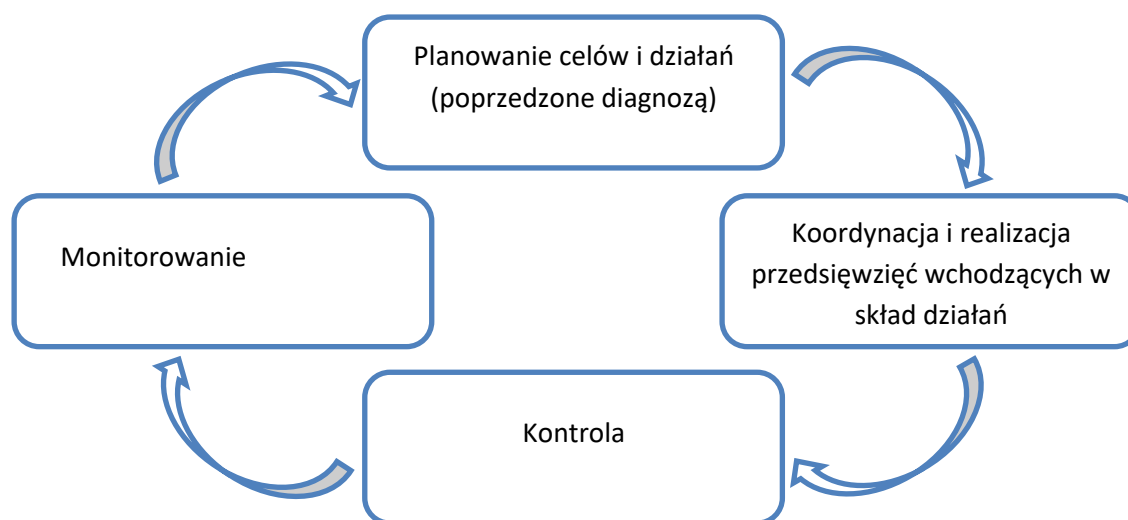 Planowanie celów i działań
(poprzedzone diagnozą)
Koordynacja i realizacja
przedsięwzięć wchodzących w
skład działań
Kontrola
Monitorowanie